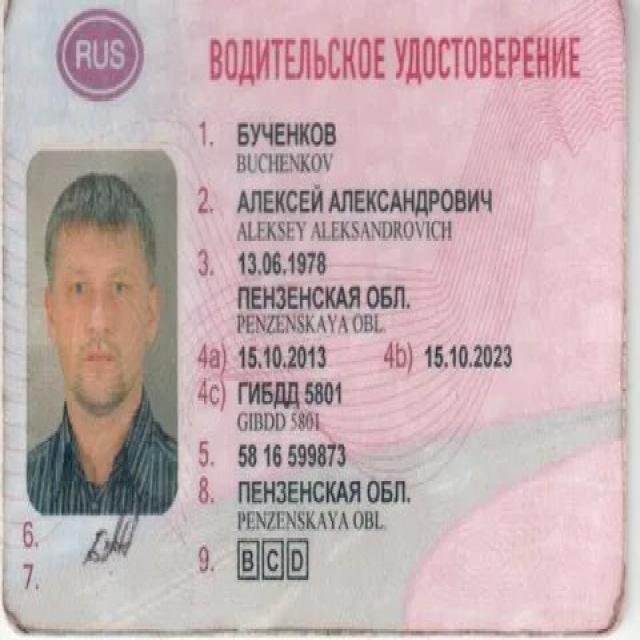 RUS
ВОДИТЕЛЬСКОЕ УДОСТОВЕРЕНИЕ
1. БУЧЕНКОВ
BUCHENKOV
2. АЛЕКСЕЙ АЛЕКСАНДРОВИЧ
ALEKSEY ALEKSANDROVICH
3. 13.06.1978
ПЕНЗЕНСКАЯ ОБЛ.
PENZENSKAYA OBL.
4a) 15.10.2013 4b) 15.10.2023
4c) ГИБДД 5801
GIBDD 5801
5. 58 16 599873
8. ПЕНЗЕНСКАЯ ОБЛ.
PENZENSKAYA OBL.
6.
7.
9. B C D